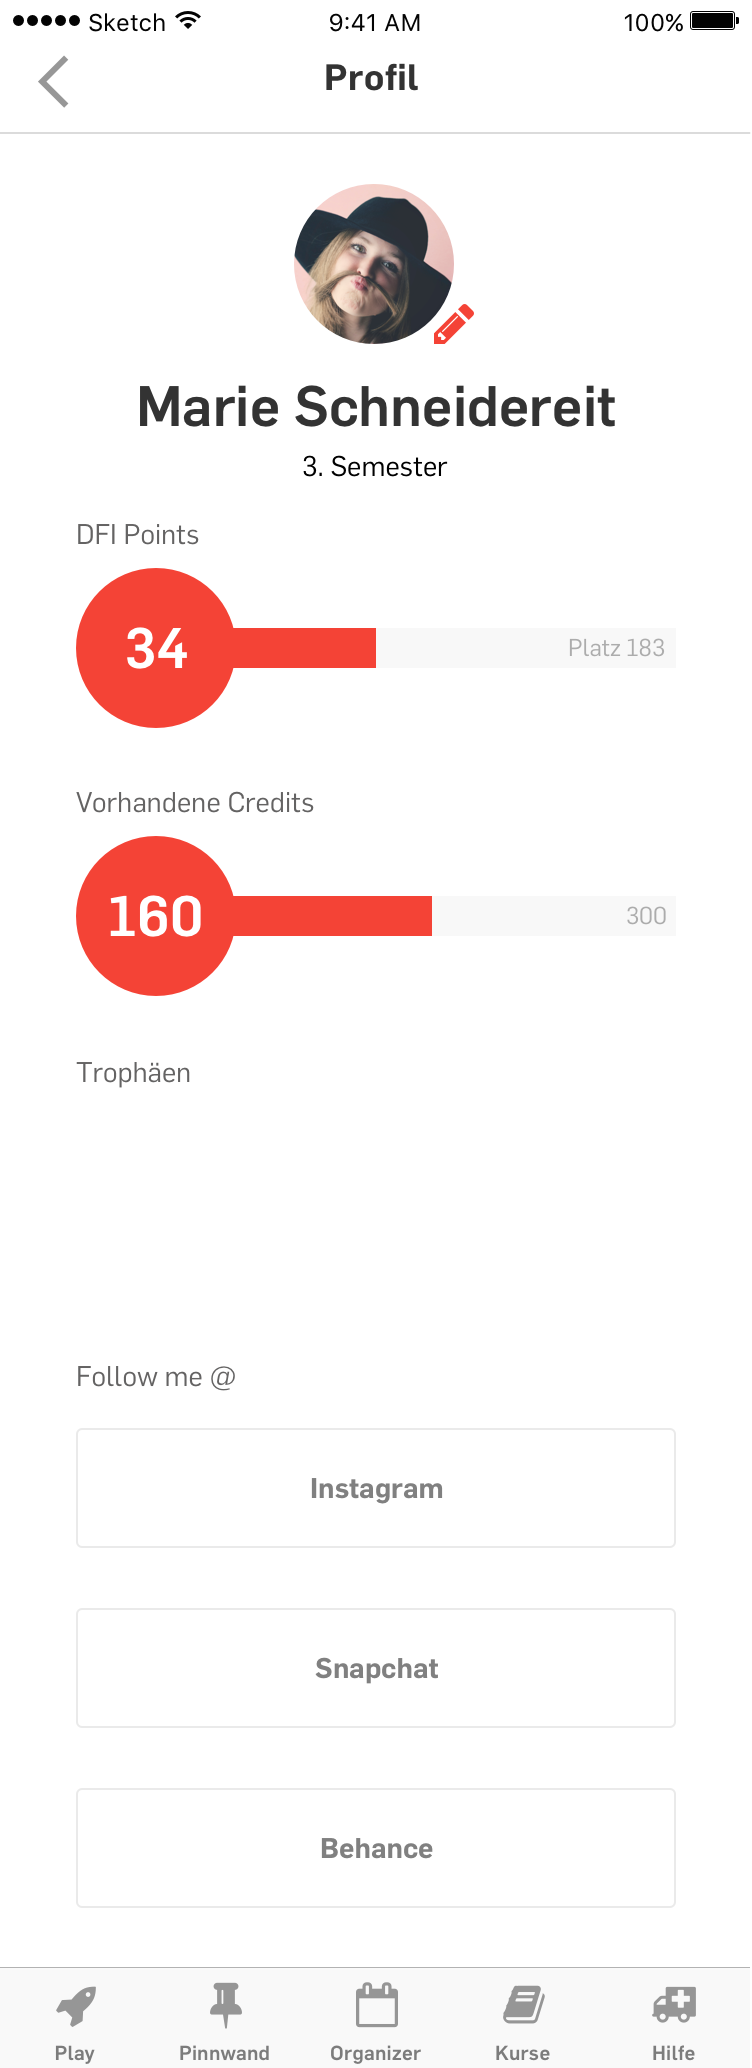 ●●●●● Sketch 9:41 AM 100%
Profil
Marie Schneidereit
3. Semester
DFI Points
34 Platz 183
Vorhandene Credits
160 300
Trophäen
Follow me @
Instagram
Snapchat
Behance
Play Pinnwand Organizer Kurse Hilfe